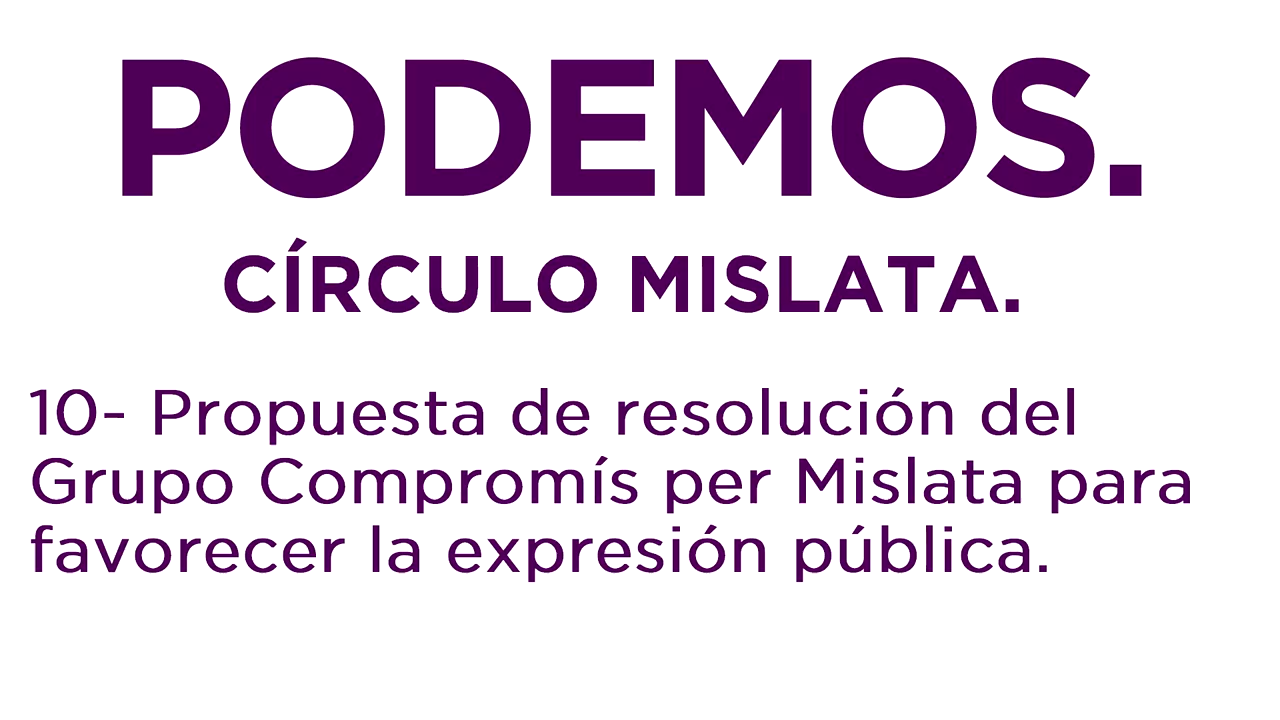 PODEMOS.
CÍRCULO MISLATA.
10- Propuesta de resolución del
Grupo Compromís per Mislata para
favorecer la expresión pública.